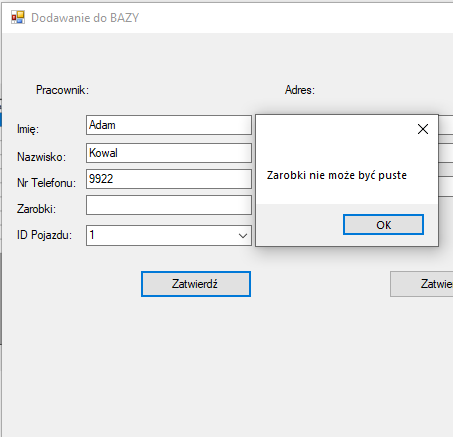 Dodawanie do BAZY
Pracownik:
Adres:
Imię:
Adam
Nazwisko:
Kowal
Nr Telefonu:
9922
Zarobki:
ID Pojazdu:
1
Zatwierdź
Zarobki nie może być puste
OK